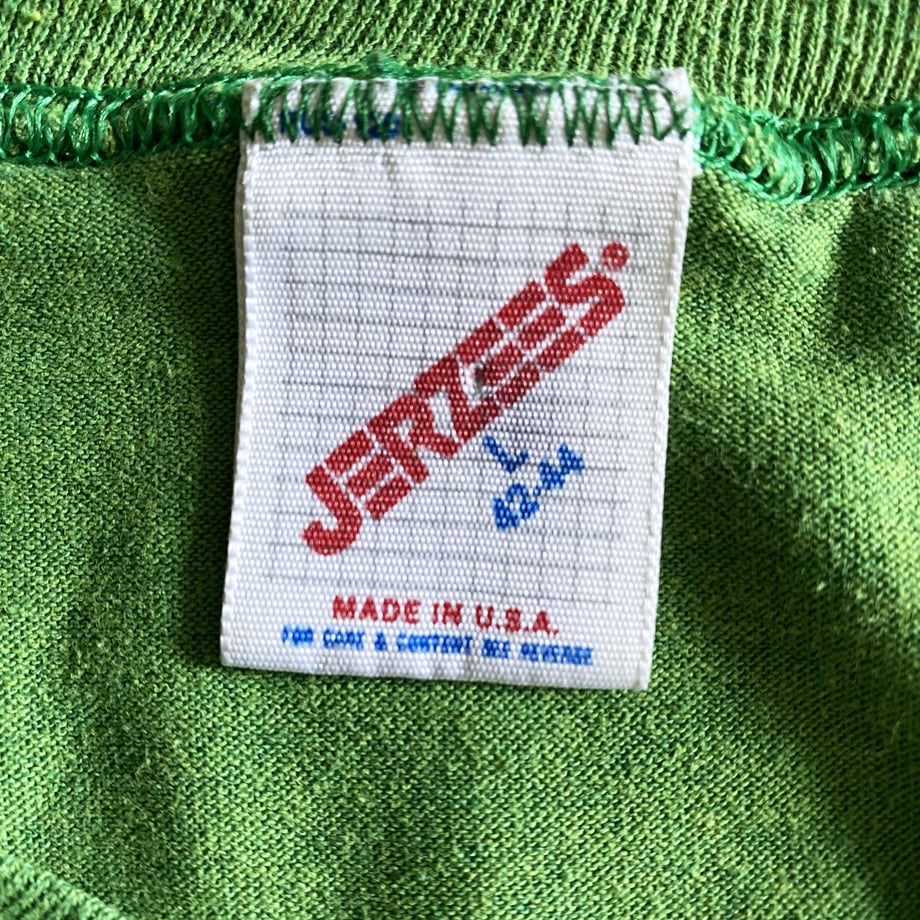 JERZEES
L
42-44
MADE IN U.S.A.
FOR CARE & CONTENT SEE REVERSE